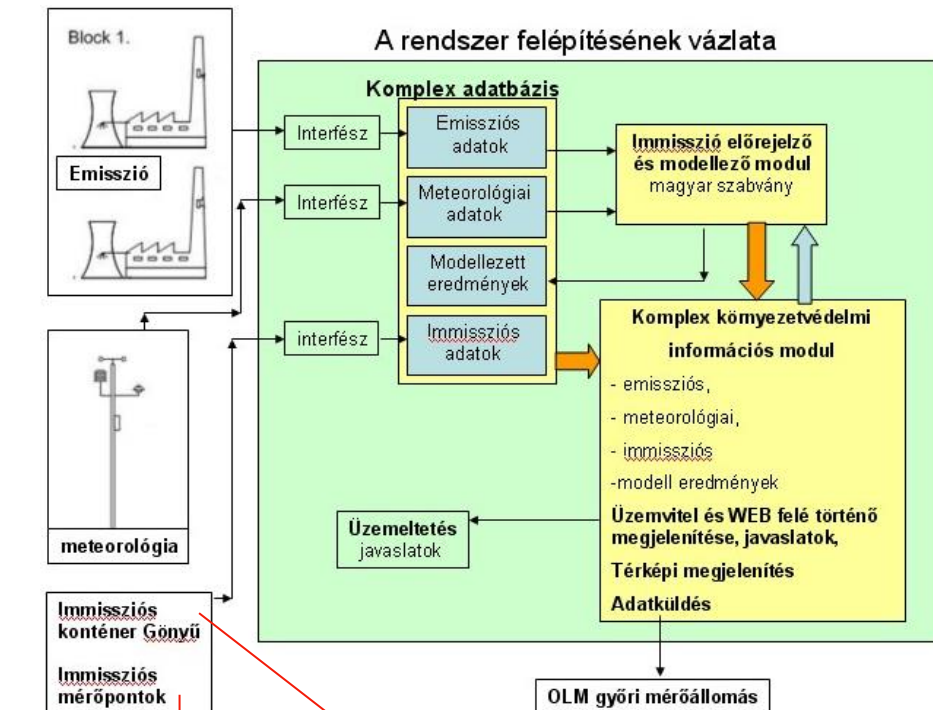 Block 1.
A rendszer felépítésének vázlata
Komplex adatbázis
Emisszió
Interfész
Emissziós
adatok
Immisszió előrejelző
és modellező modul
magyar szabvány
Interfész
Meteorológiai
adatok
Modellezett
eredmények
interfész
Immissziós
adatok
Komplex környezetvédelmi
információs modul
- emissziós,
- meteorológiai,
- immissziós
-modell eredmények
Üzemvitel és WEB felé történő
megjelenítése, javaslatok,
Térképi megjelenítés
Adatküldés
Üzemeltetés
javaslatok
meteorológia
Immissziós
konténer Gönyű
Immissziós
mérőpontok
OLM győri mérőállomás